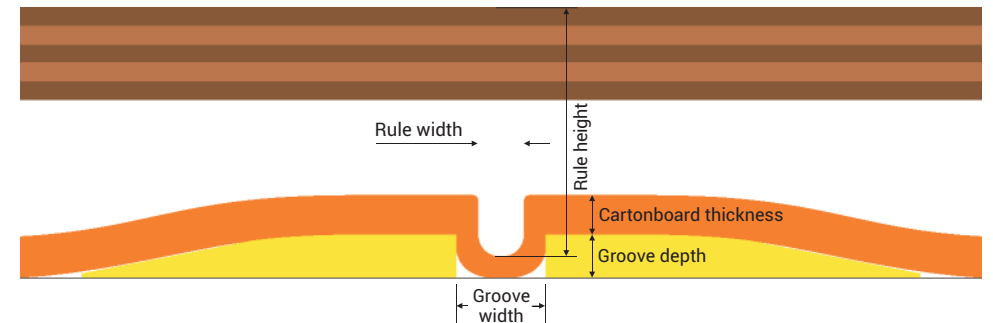 Rule width
Rule height
Cartonboard thickness
Groove depth
Groove
width